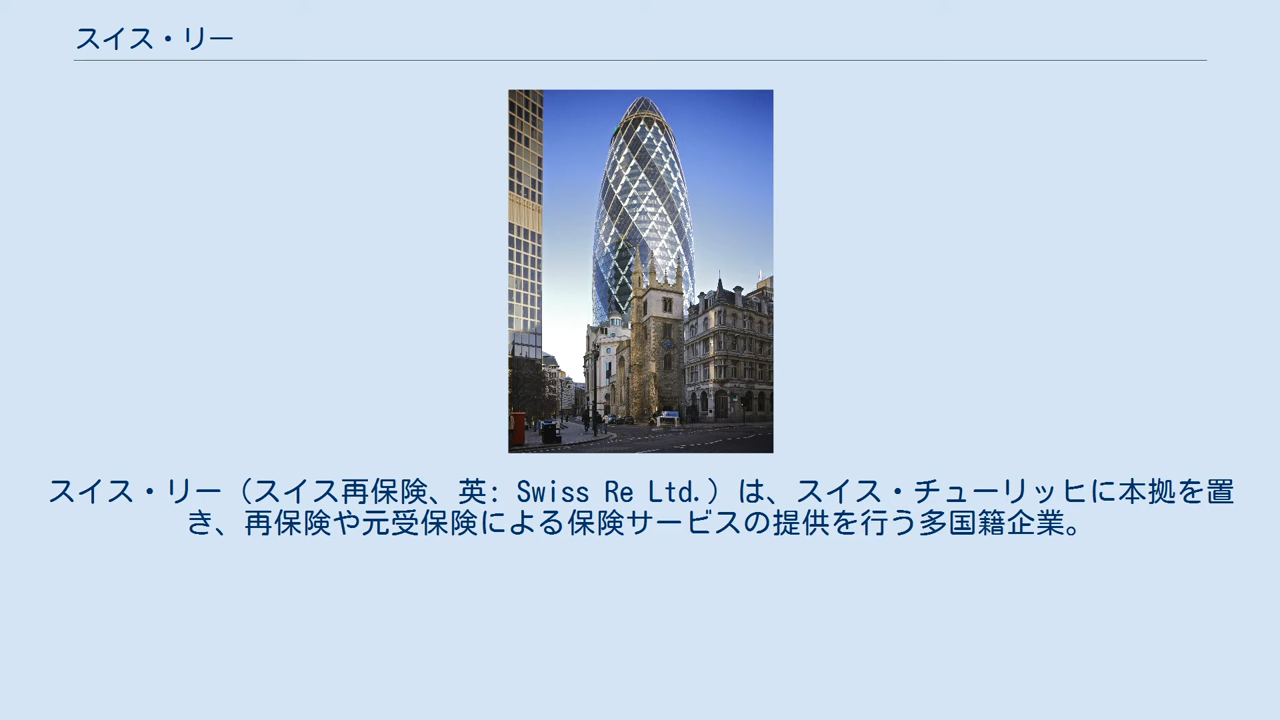 スイス・リー
スイス・リー（スイス再保険、英: Swiss Re Ltd.）は、スイス・チューリッヒに本拠を置
き、再保険や元受保険による保険サービスの提供を行う多国籍企業。